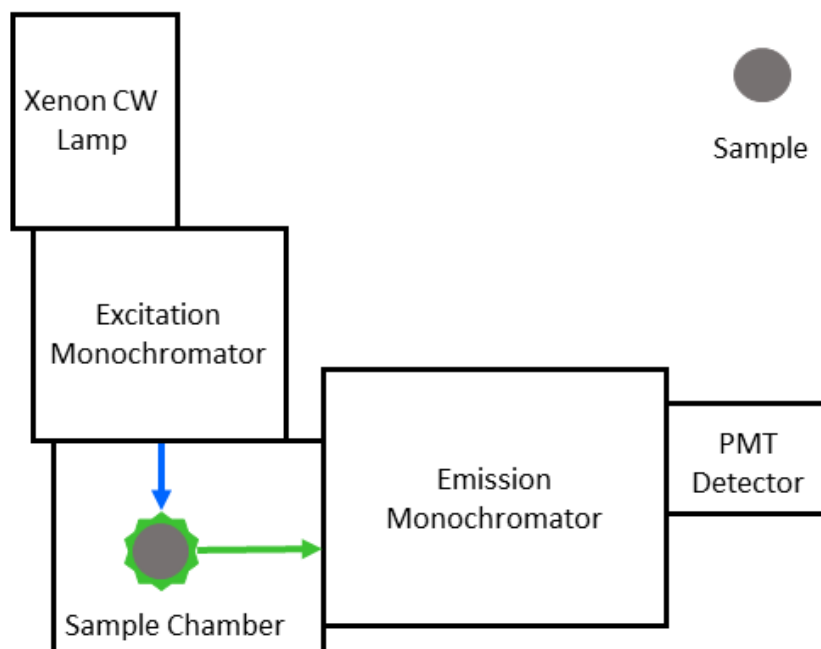 Xenon CW
Lamp
Sample
Excitation
Monochromator
Emission
Monochromator
PMT
Detector
Sample Chamber